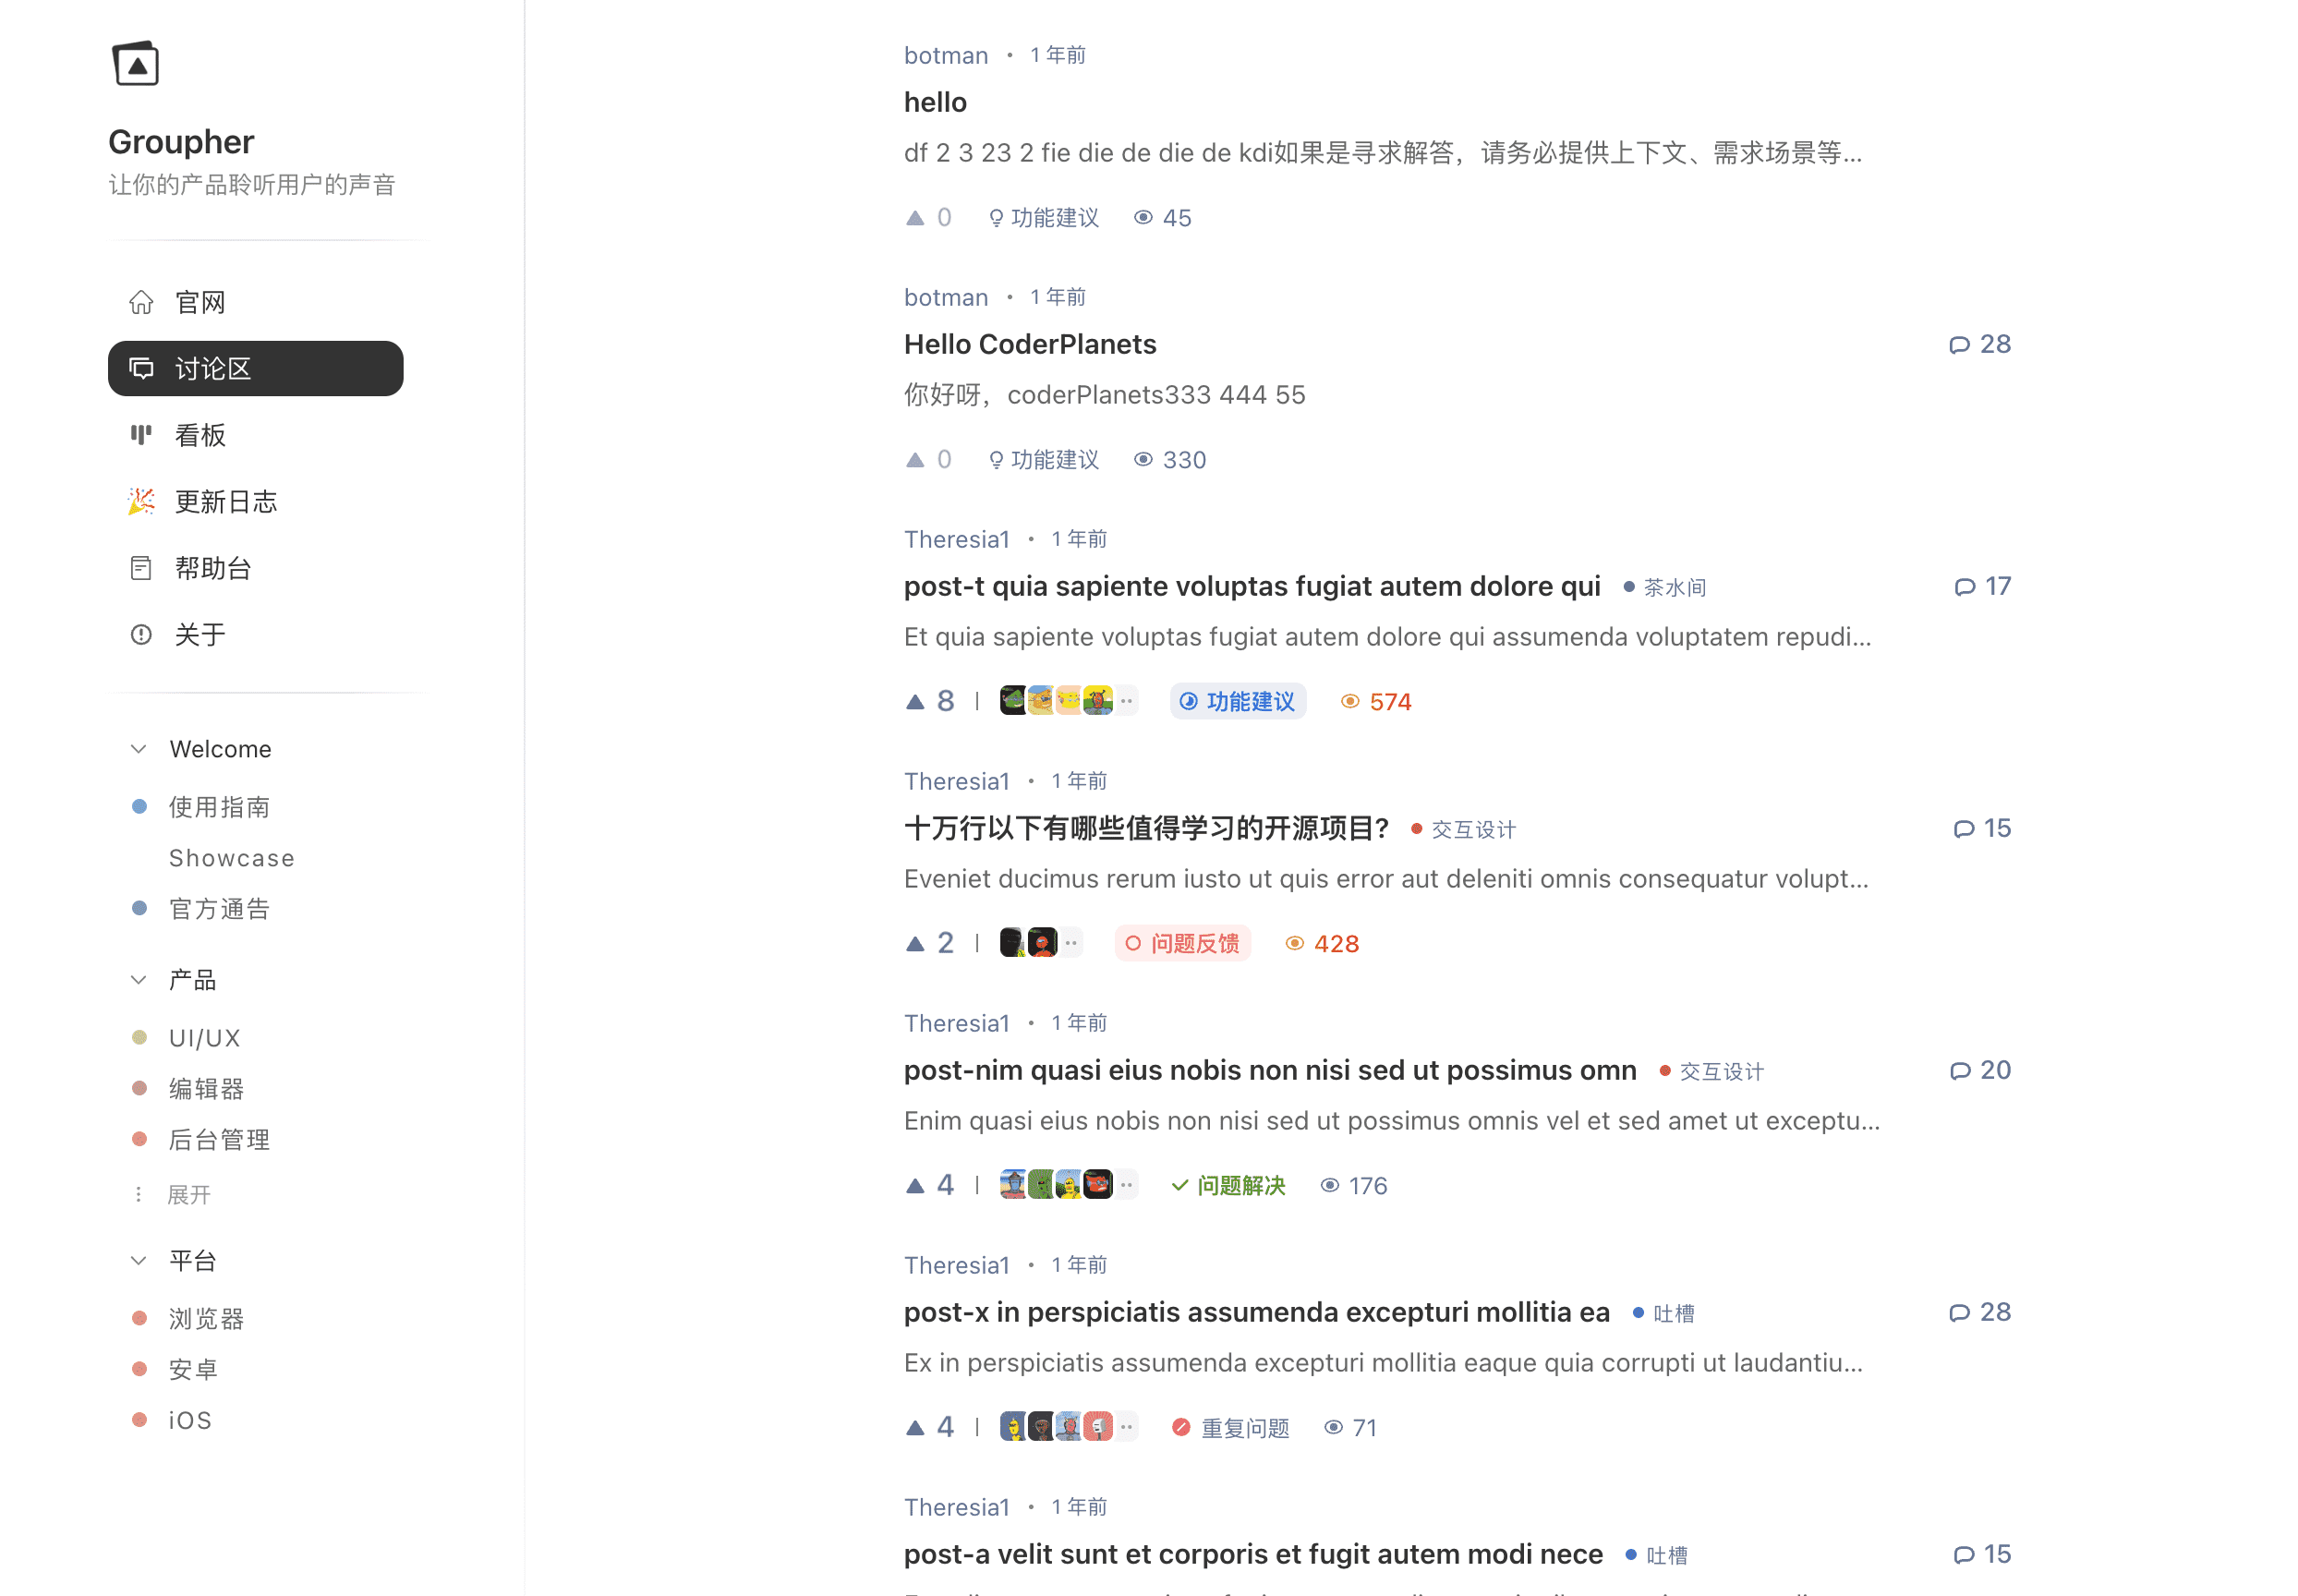 Groupher
让你的产品聆听用户的声音
官网
讨论区
看板
更新日志
帮助台
关于
Welcome
使用指南
Showcase
官方通告
产品
UI/UX
编辑器
后台管理
展开
平台
浏览器
安卓
iOS
botman • 1 年前
hello
df 2 3 23 2 fie die de die de kdi如果是寻求解答，请务必提供上下文、需求场景等...
0 功能建议 45
botman • 1 年前
Hello CoderPlanets 28
你好呀，coderPlanets333 444 55
0 功能建议 330
Theresia1 • 1 年前
post-t quia sapiente voluptas fugiat autem dolore qui 茶水间 17
Et quia sapiente voluptas fugiat autem dolore qui assumenda voluptatem repudi...
8 功能建议 574
Theresia1 • 1 年前
十万行以下有哪些值得学习的开源项目? 交互设计 15
Eveniet ducimus rerum iusto ut quis error aut deleniti omnis consequatur volupt...
2 问题反馈 428
Theresia1 • 1 年前
post-nim quasi eius nobis non nisi sed ut possimus omn 交互设计 20
Enim quasi eius nobis non nisi sed ut possimus omnis vel et sed amet ut exceptu...
4 问题解决 176
Theresia1 • 1 年前
post-x in perspiciatis assumenda excepturi mollitia ea 吐槽 28
Ex in perspiciatis assumenda excepturi mollitia eaque quia corrupti ut laudantiu...
4 重复问题 71
Theresia1 • 1 年前
post-a velit sunt et corporis et fugit autem modi nece 吐槽 15